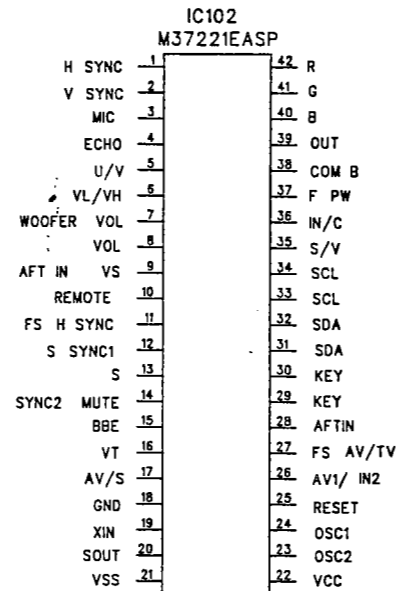 IC102
M37221EASP
H SYNC 1 42 R
V SYNC 2 41 G
MIC 3 40 B
ECHO 4 39 OUT
U/V 5 38 COM B
VL/VH 6 37 F PW
WOOFER VOL 7 36 IN/C
VOL 8 35 S/V
AFT IN VS 9 34 SCL
REMOTE 10 33 SCL
FS H SYNC 11 32 SDA
S SYNC1 12 31 SDA
S 13 30 KEY
SYNC2 MUTE 14 29 KEY
BBE 15 28 AFTIN
VT 16 27 FS AV/TV
AV/S 17 26 AV1/ IN2
GND 18 25 RESET
XIN 19 24 OSC1
SOUT 20 23 OSC2
VSS 21 22 VCC